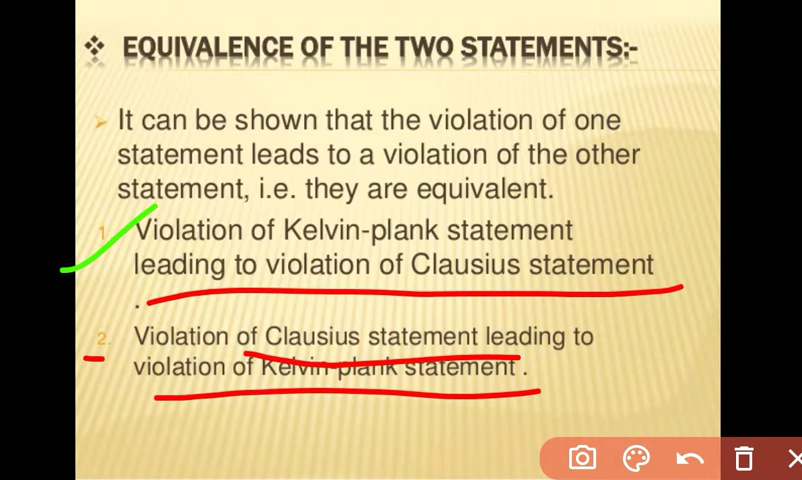 ❖ EQUIVALENCE OF THE TWO STATEMENTS:-
➢ It can be shown that the violation of one
statement leads to a violation of the other
statement, i.e. they are equivalent.
1. Violation of Kelvin-plank statement
leading to violation of Clausius statement
.
2. Violation of Clausius statement leading to
violation of Kelvin-plank statement .